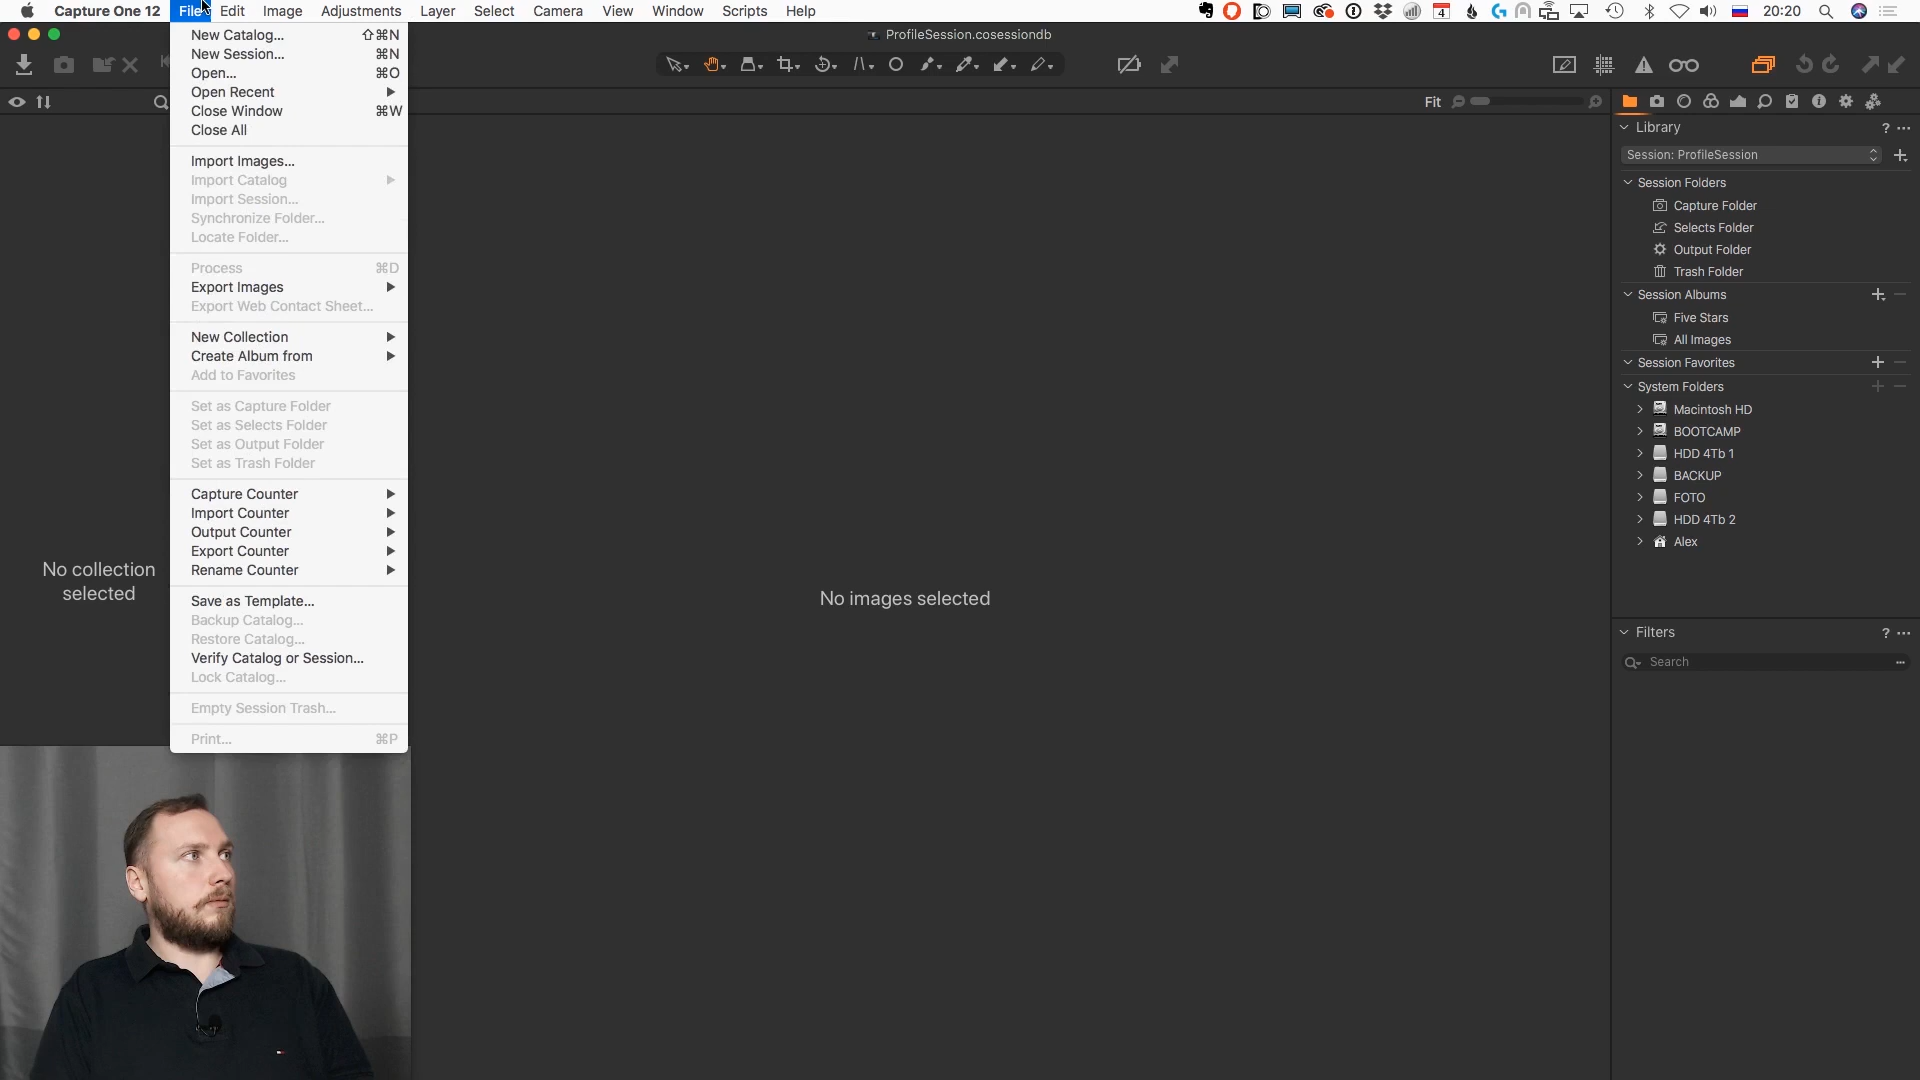 Capture One 12 File Edit Image Adjustments Layer Select Camera View Window Scripts Help 4 20:20
ProfileSession.cosessiondb
New Catalog... ⇧⌘N
New Session... ⌘N
Open... ⌘O
Open Recent
Close Window ⌘W
Close All
Import Images...
Import Catalog
Import Session...
Synchronize Folder...
Locate Folder...
Process ⌘D
Export Images
Export Web Contact Sheet...
New Collection
Create Album from
Add to Favorites
Set as Capture Folder
Set as Selects Folder
Set as Output Folder
Set as Trash Folder
Capture Counter
Import Counter
Output Counter
Export Counter
Rename Counter
Save as Template...
Backup Catalog...
Restore Catalog...
Verify Catalog or Session...
Lock Catalog...
Empty Session Trash...
Print... ⌘P
No collection
selected
No images selected
Fit
Library ? ...
Session: ProfileSession
Session Folders
Capture Folder
Selects Folder
Output Folder
Trash Folder
Session Albums
Five Stars
All Images
Session Favorites
System Folders
Macintosh HD
BOOTCAMP
HDD 4Tb 1
BACKUP
FOTO
HDD 4Tb 2
Alex
Filters ? ...
Search ...